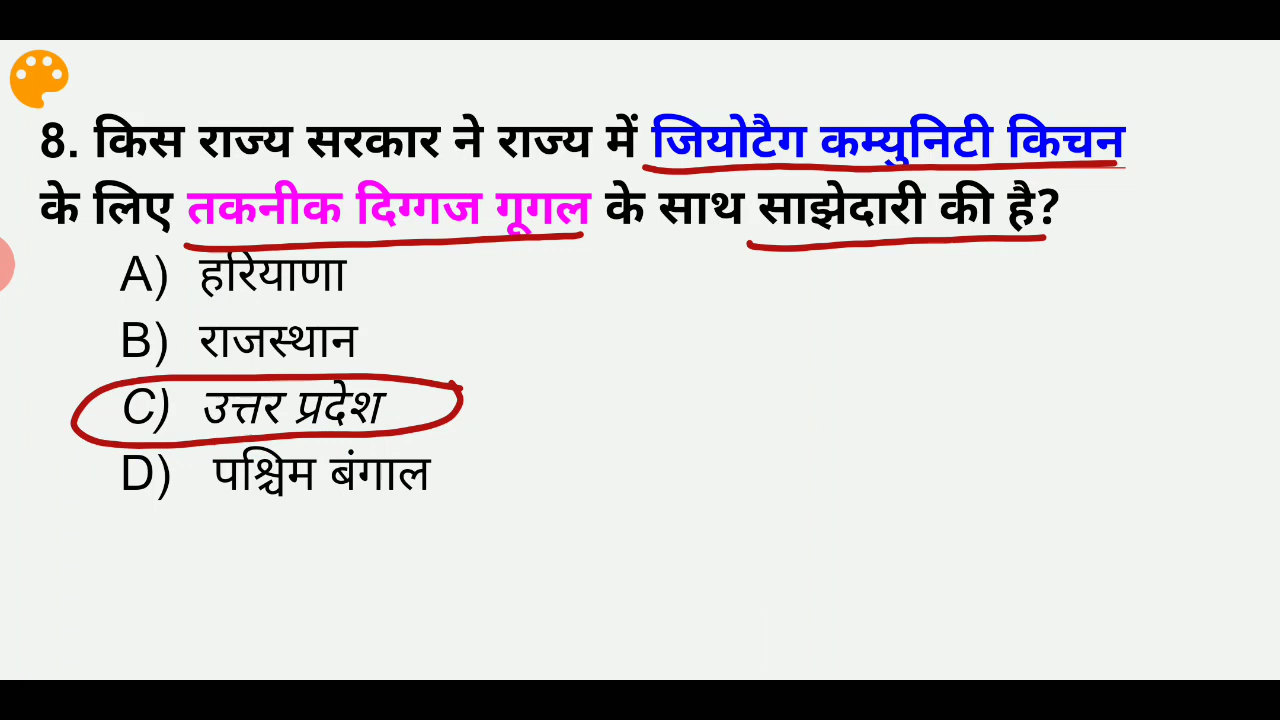 8. किस राज्य सरकार ने राज्य में जियोटैग कम्युनिटी किचन
के लिए तकनीक दिग्गज गूगल के साथ साझेदारी की है?
A) हरियाणा
B) राजस्थान
C) उत्तर प्रदेश
D) पश्चिम बंगाल